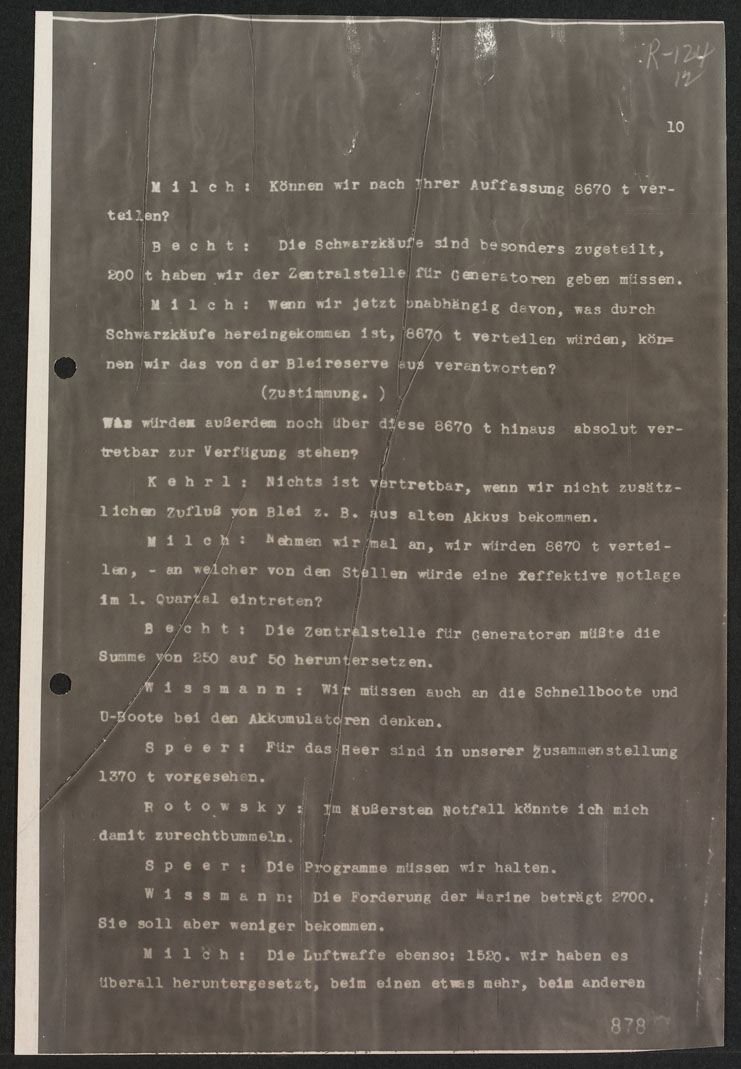 R-124
12
10
M i l c h : Können wir nach Ihrer Auffassung 8670 t ver-
teilen?
B e c h t : Die Schwarzkäufe sind besonders zugeteilt,
200 t haben wir der Zentralstelle für Generatoren geben müssen.
M i l c h : Wenn wir jetzt unabhängig davon, was durch
Schwarzkäufe hereingekommen ist, 8670 t verteilen würden, kön=
nen wir das von der Bleireserve aus verantworten?
(Zustimmung. )
Was würden außerdem noch über diese 8670 t hinaus absolut ver-
tretbar zur Verfügung stehen?
K e h r l : Nichts ist vertretbar, wenn wir nicht zusätz-
lichen Zufluß von Blei z. B. aus alten Akkus bekommen.
M i l c h : Nehmen wir mal an, wir würden 8670 t vertei-
len, - an welcher von den Stellen würde eine effektive Notlage
im 1. Quartal eintreten?
B e c h t : Die Zentralstelle für Generatoren müßte die
Summe von 250 auf 50 heruntersetzen.
W i s s m a n n : Wir müssen auch an die Schnellboote und
U-Boote bei den Akkumulatoren denken.
S p e e r : Für das Heer sind in unserer Zusammenstellung
1370 t vorgesehen.
R o t o w s k y : Im äußersten Notfall könnte ich mich
damit zurechtbummeln.
S p e e r : Die Programme müssen wir halten.
W i s s m a n n: Die Forderung der Marine beträgt 2700.
Sie soll aber weniger bekommen.
M i l c h : Die Luftwaffe ebenso: 1520. wir haben es
überall heruntergesetzt, beim einen etwas mehr, beim anderen
878